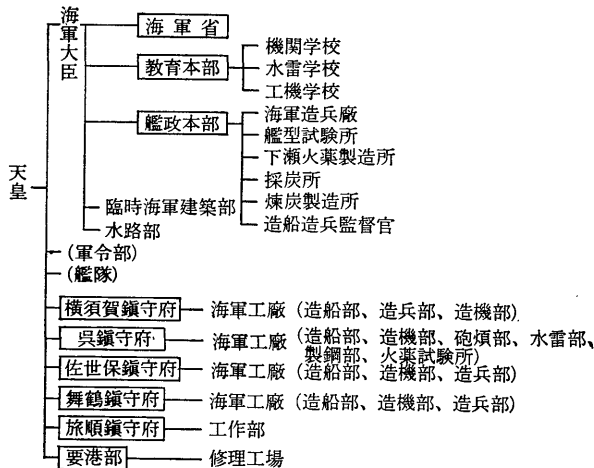 天皇
海軍大臣
海軍省
教育本部
機関学校
水雷学校
工機学校
艦政本部
海軍造兵廠
艦型試験所
下瀬火薬製造所
採炭所
煉炭製造所
造船造兵監督官
臨時海軍建築部
水路部
(軍令部)
(艦隊)
横須賀鎮守府 海軍工廠(造船部、造兵部、造機部)
呉鎮守府 海軍工廠(造船部、造機部、砲熕部、水雷部、
製鋼部、火薬試験所)
佐世保鎮守府 海軍工廠(造船部、造機部、造兵部)
舞鶴鎮守府 海軍工廠(造船部、造機部、造兵部)
旅順鎮守府 工作部
要港部 修理工場